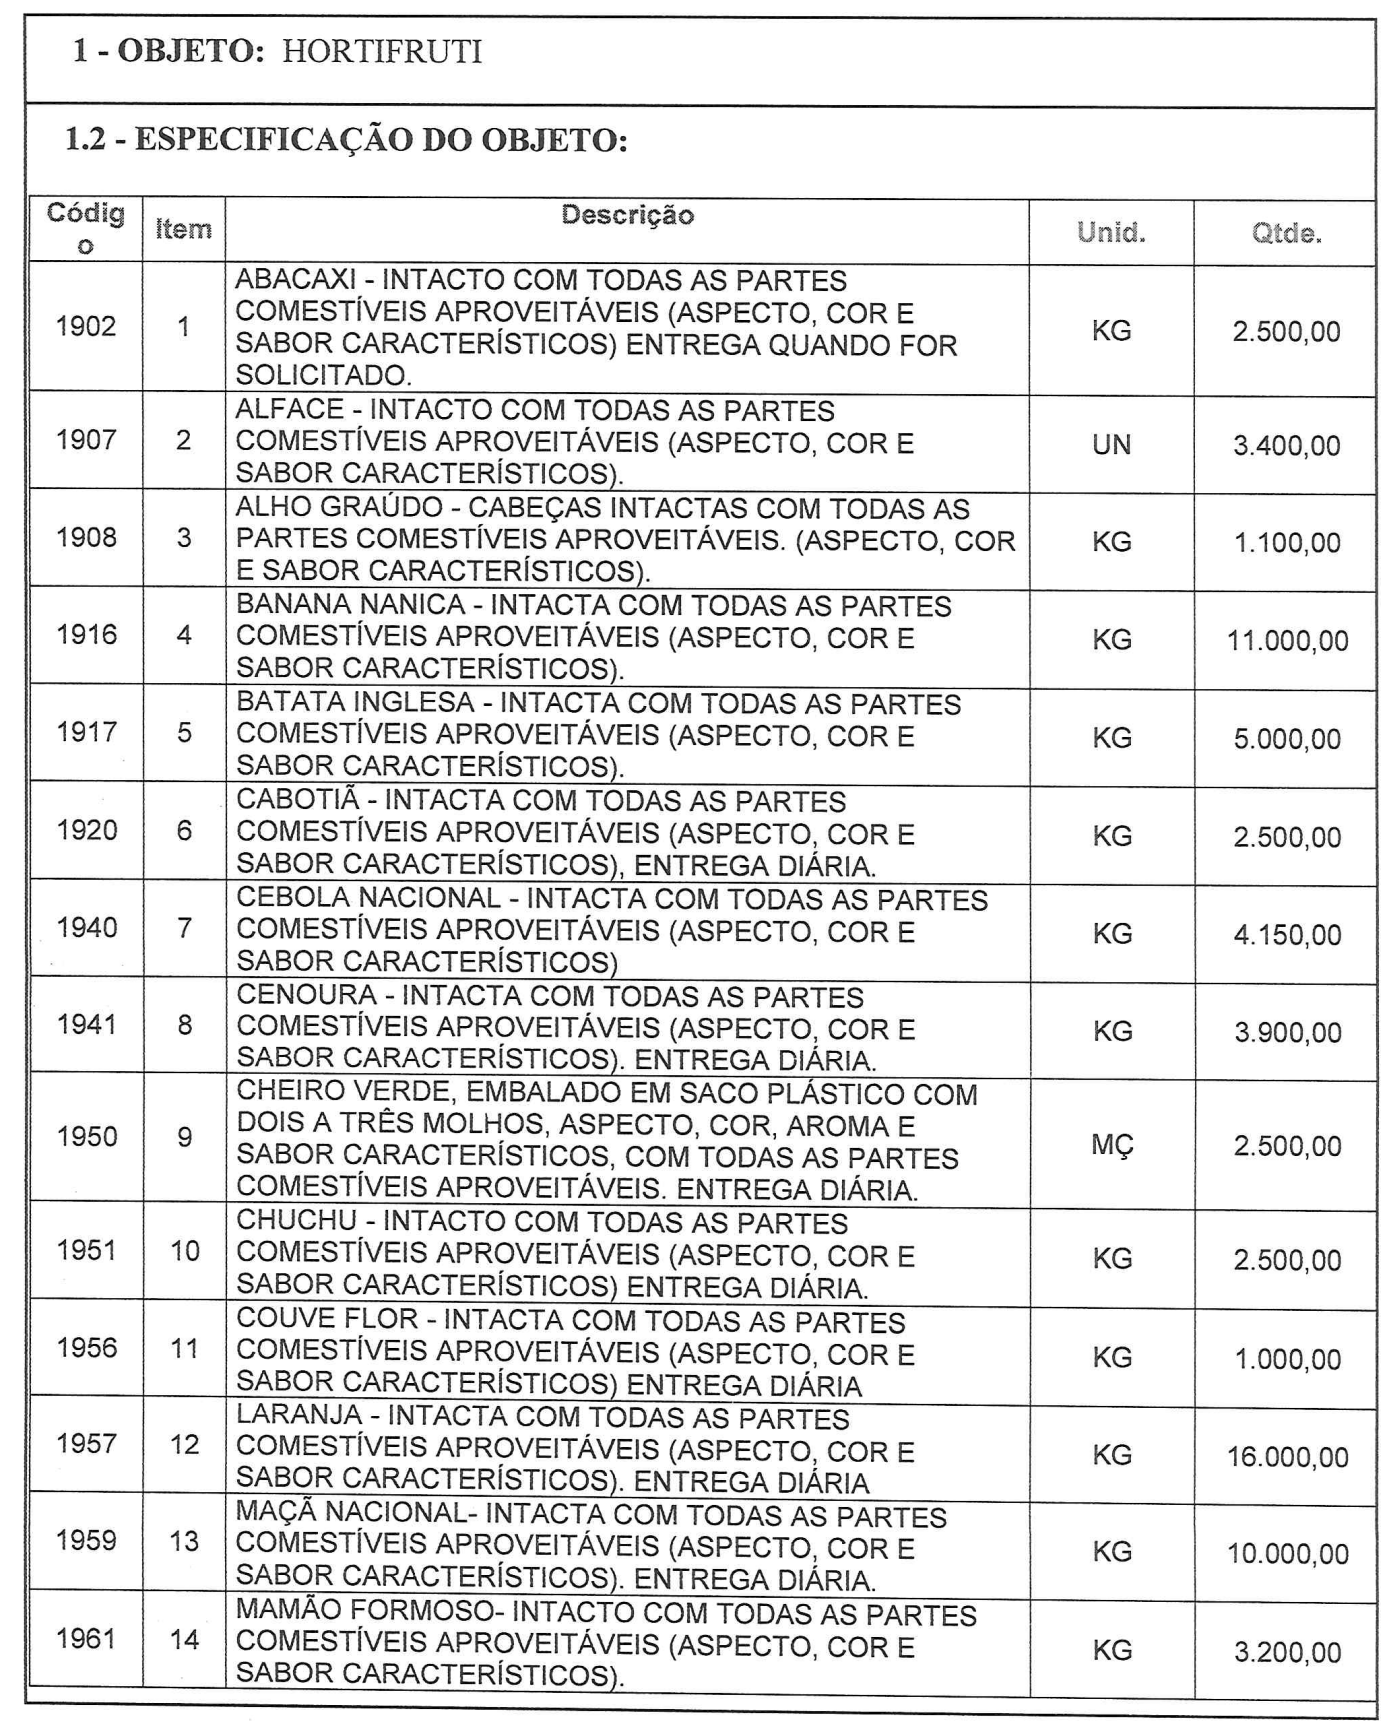 1 - OBJETO: HORTIFRUTI
1.2 - ESPECIFICAÇÃO DO OBJETO:
Códig
o
Item
Descrição
Unid.
Qtde.
1902
1
ABACAXI - INTACTO COM TODAS AS PARTES
COMESTÍVEIS APROVEITÁVEIS (ASPECTO, COR E
SABOR CARACTERÍSTICOS) ENTREGA QUANDO FOR
SOLICITADO.
KG
2.500,00
1907
2
ALFACE - INTACTO COM TODAS AS PARTES
COMESTÍVEIS APROVEITÁVEIS (ASPECTO, COR E
SABOR CARACTERÍSTICOS).
UN
3.400,00
1908
3
ALHO GRAÚDO - CABEÇAS INTACTAS COM TODAS AS
PARTES COMESTÍVEIS APROVEITÁVEIS. (ASPECTO, COR
E SABOR CARACTERÍSTICOS).
KG
1.100,00
1916
4
BANANA NANICA - INTACTA COM TODAS AS PARTES
COMESTÍVEIS APROVEITÁVEIS (ASPECTO, COR E
SABOR CARACTERÍSTICOS).
KG
11.000,00
1917
5
BATATA INGLESA - INTACTA COM TODAS AS PARTES
COMESTÍVEIS APROVEITÁVEIS (ASPECTO, COR E
SABOR CARACTERÍSTICOS).
KG
5.000,00
1920
6
CABOTIÃ - INTACTA COM TODAS AS PARTES
COMESTÍVEIS APROVEITÁVEIS (ASPECTO, COR E
SABOR CARACTERÍSTICOS), ENTREGA DIÁRIA.
KG
2.500,00
1940
7
CEBOLA NACIONAL - INTACTA COM TODAS AS PARTES
COMESTÍVEIS APROVEITÁVEIS (ASPECTO, COR E
SABOR CARACTERÍSTICOS)
KG
4.150,00
1941
8
CENOURA - INTACTA COM TODAS AS PARTES
COMESTÍVEIS APROVEITÁVEIS (ASPECTO, COR E
SABOR CARACTERÍSTICOS). ENTREGA DIÁRIA.
KG
3.900,00
1950
9
CHEIRO VERDE, EMBALADO EM SACO PLÁSTICO COM
DOIS A TRÊS MOLHOS, ASPECTO, COR, AROMA E
SABOR CARACTERÍSTICOS, COM TODAS AS PARTES
COMESTÍVEIS APROVEITÁVEIS. ENTREGA DIÁRIA.
MÇ
2.500,00
1951
10
CHUCHU - INTACTO COM TODAS AS PARTES
COMESTÍVEIS APROVEITÁVEIS (ASPECTO, COR E
SABOR CARACTERÍSTICOS) ENTREGA DIÁRIA.
KG
2.500,00
1956
11
COUVE FLOR - INTACTA COM TODAS AS PARTES
COMESTÍVEIS APROVEITÁVEIS (ASPECTO, COR E
SABOR CARACTERÍSTICOS) ENTREGA DIÁRIA
KG
1.000,00
1957
12
LARANJA - INTACTA COM TODAS AS PARTES
COMESTÍVEIS APROVEITÁVEIS (ASPECTO, COR E
SABOR CARACTERÍSTICOS). ENTREGA DIÁRIA
KG
16.000,00
1959
13
MAÇÃ NACIONAL- INTACTA COM TODAS AS PARTES
COMESTÍVEIS APROVEITÁVEIS (ASPECTO, COR E
SABOR CARACTERÍSTICOS). ENTREGA DIÁRIA.
KG
10.000,00
1961
14
MAMÃO FORMOSO- INTACTO COM TODAS AS PARTES
COMESTÍVEIS APROVEITÁVEIS (ASPECTO, COR E
SABOR CARACTERÍSTICOS).
KG
3.200,00